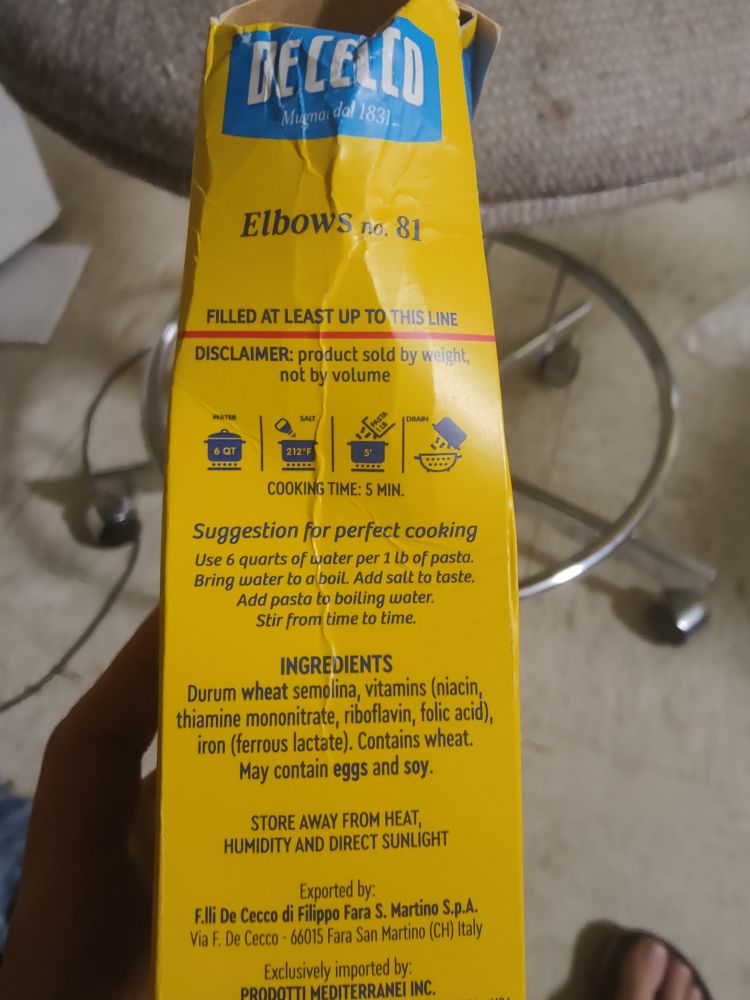 DE CECCO
Mugnai dal 1831
Elbows no. 81
FILLED AT LEAST UP TO THIS LINE
DISCLAIMER: product sold by weight,
not by volume
WATER SALT PASTA 1 LB DRAIN
6 QT 212°F 5'
COOKING TIME: 5 MIN.
Suggestion for perfect cooking
Use 6 quarts of water per 1 lb of pasta.
Bring water to a boil. Add salt to taste.
Add pasta to boiling water.
Stir from time to time.
INGREDIENTS
Durum wheat semolina, vitamins (niacin,
thiamine mononitrate, riboflavin, folic acid),
iron (ferrous lactate). Contains wheat.
May contain eggs and soy.
STORE AWAY FROM HEAT,
HUMIDITY AND DIRECT SUNLIGHT
Exported by:
F.lli De Cecco di Filippo Fara S. Martino S.p.A.
Via F. De Cecco - 66015 Fara San Martino (CH) Italy
Exclusively imported by:
PRODOTTI MEDITERRANEI INC.